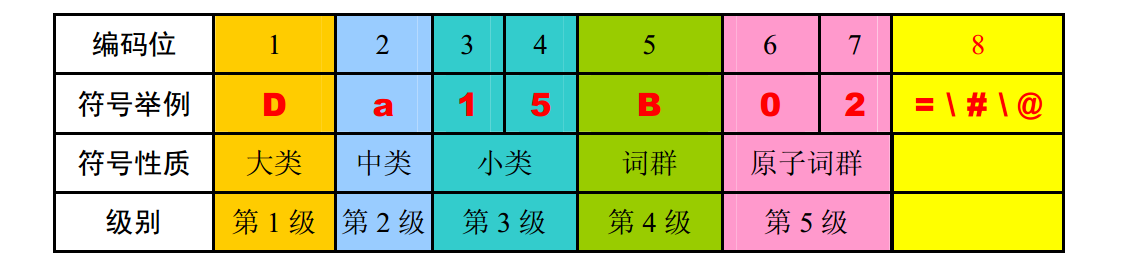 编码位 1 2 3 4 5 6 7 8
符号举例 D a 1 5 B 0 2 = \ # \ @
符号性质 大类 中类 小类 词群 原子词群
级别 第 1 级 第 2 级 第 3 级 第 4 级 第 5 级